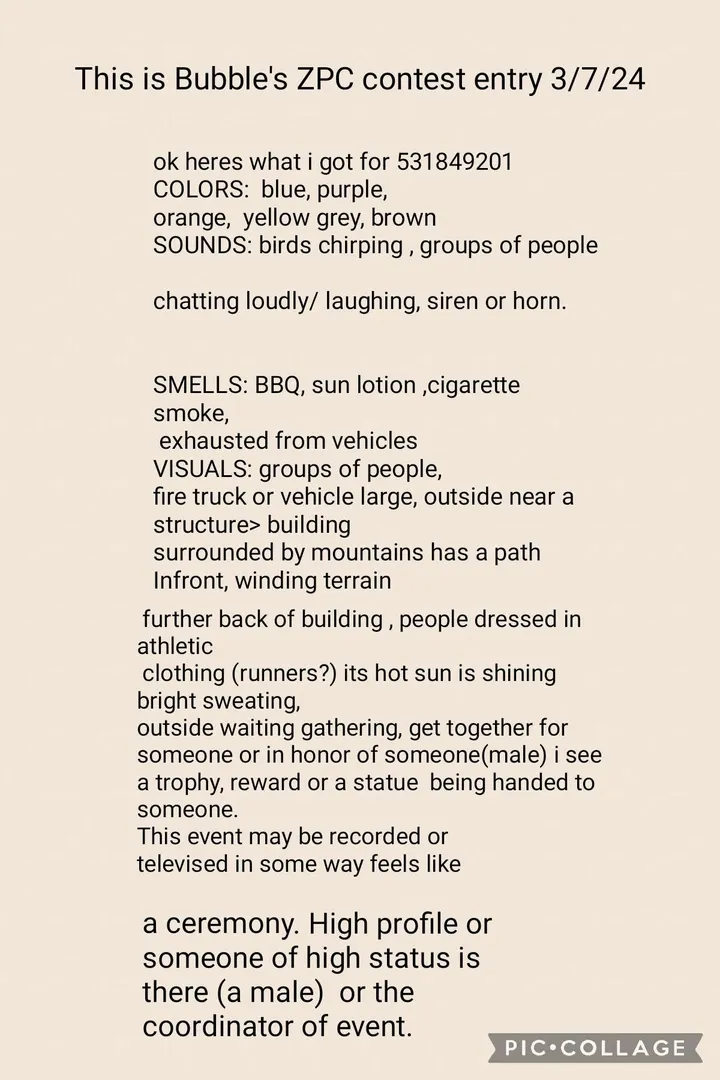 This is Bubble's ZPC contest entry 3/7/24
ok heres what i got for 531849201
COLORS:  blue, purple,
orange,  yellow grey, brown
SOUNDS: birds chirping , groups of people
chatting loudly/ laughing, siren or horn.
SMELLS: BBQ, sun lotion ,cigarette
smoke,
exhausted from vehicles
VISUALS: groups of people,
fire truck or vehicle large, outside near a
structure> building
surrounded by mountains has a path
Infront, winding terrain
further back of building , people dressed in
athletic
clothing (runners?) its hot sun is shining
bright sweating,
outside waiting gathering, get together for
someone or in honor of someone(male) i see
a trophy, reward or a statue  being handed to
someone.
This event may be recorded or
televised in some way feels like
a ceremony. High profile or
someone of high status is
there (a male)  or the
coordinator of event.
PIC•COLLAGE